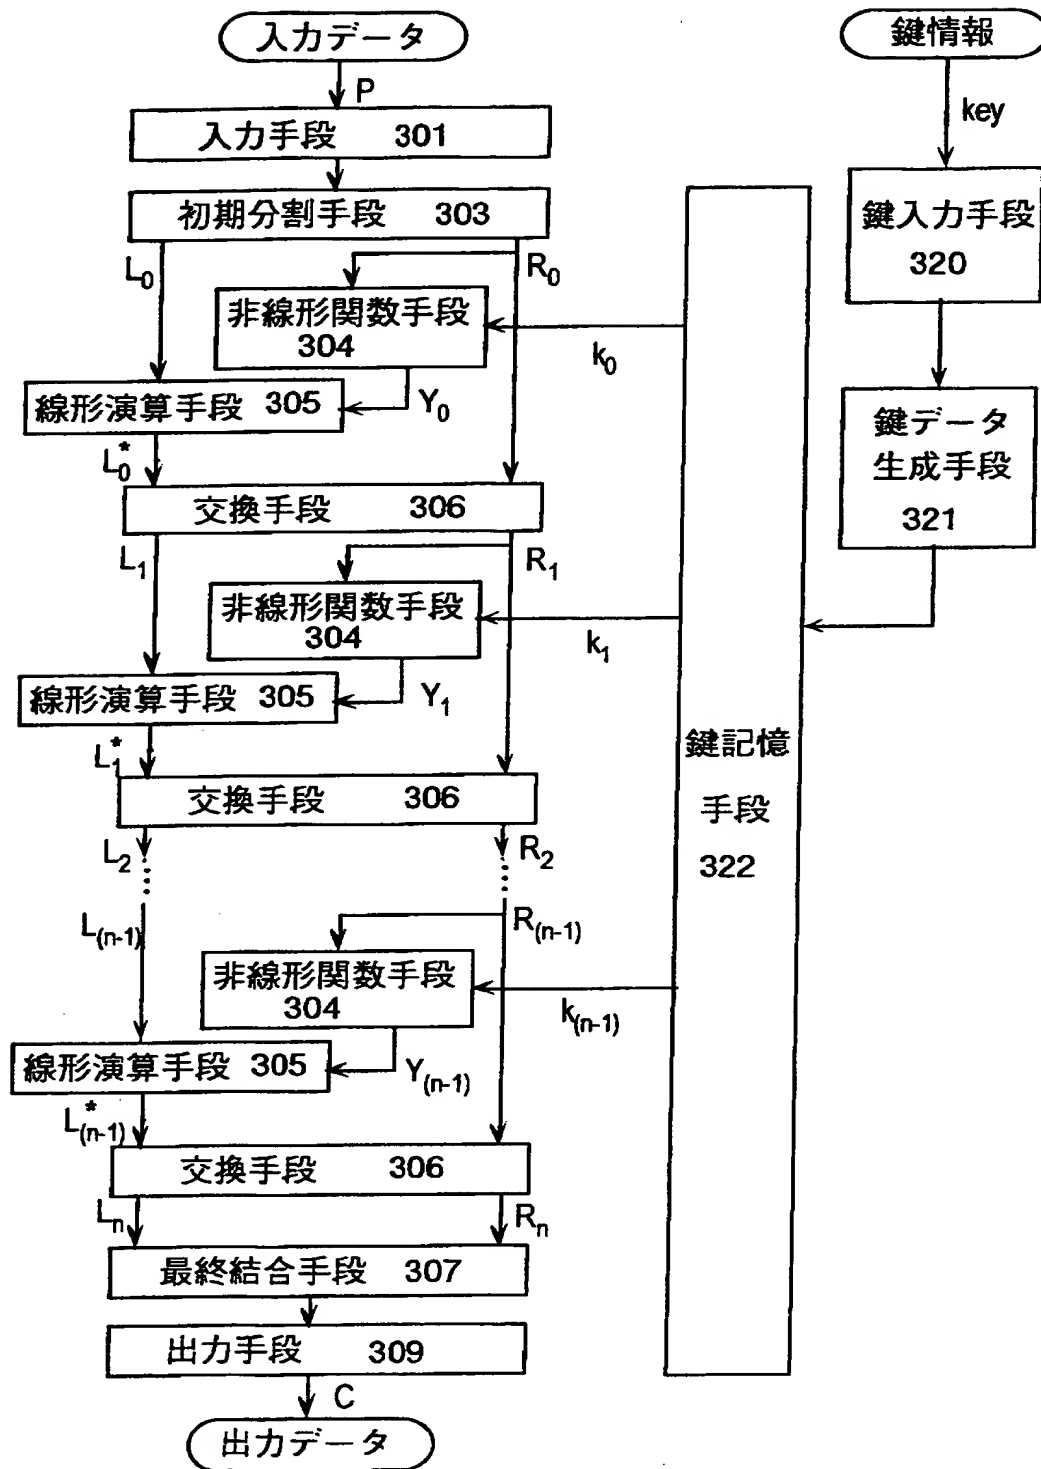 入力データ
鍵情報
P
key
入力手段 301
初期分割手段 303
鍵入力手段
320
L₀
R₀
非線形関数手段
304
k₀
線形演算手段 305
Y₀
鍵データ
生成手段
321
L₀*
交換手段 306
L₁
R₁
非線形関数手段
304
k₁
線形演算手段 305
Y₁
鍵記憶
手段
322
L₁*
交換手段 306
L₂
R₂
L₍ₙ₋₁₎
R₍ₙ₋₁₎
非線形関数手段
304
k₍ₙ₋₁₎
線形演算手段 305
Y₍ₙ₋₁₎
L₍ₙ₋₁₎*
交換手段 306
Lₙ
Rₙ
最終結合手段 307
出力手段 309
C
出力データ